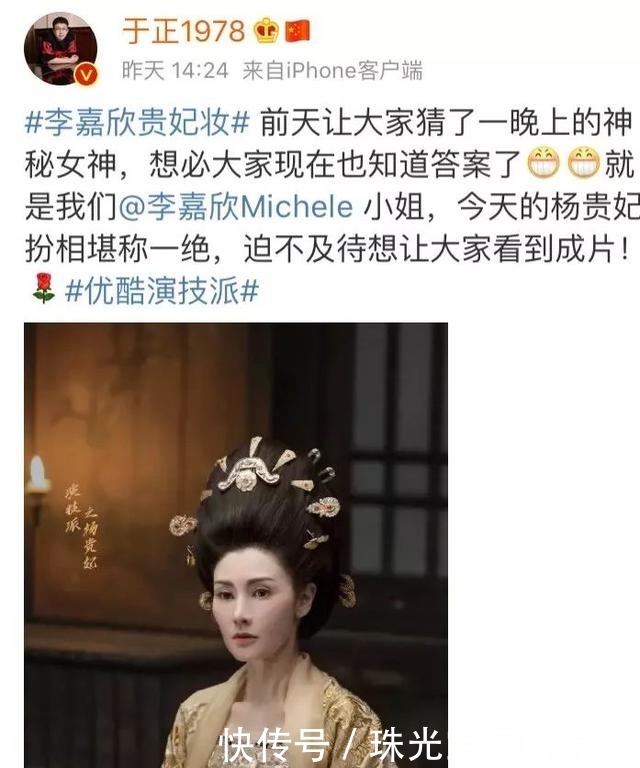 于正1978
昨天 14:24 来自iPhone客户端
#李嘉欣贵妃妆# 前天让大家猜了一晚上的神
秘女神，想必大家现在也知道答案了😁😁就
是我们@李嘉欣Michele 小姐，今天的杨贵妃
扮相堪称一绝，迫不及待想让大家看到成片！
🌹#优酷演技派#
演技派
之杨贵妃
快传号 / 珠光